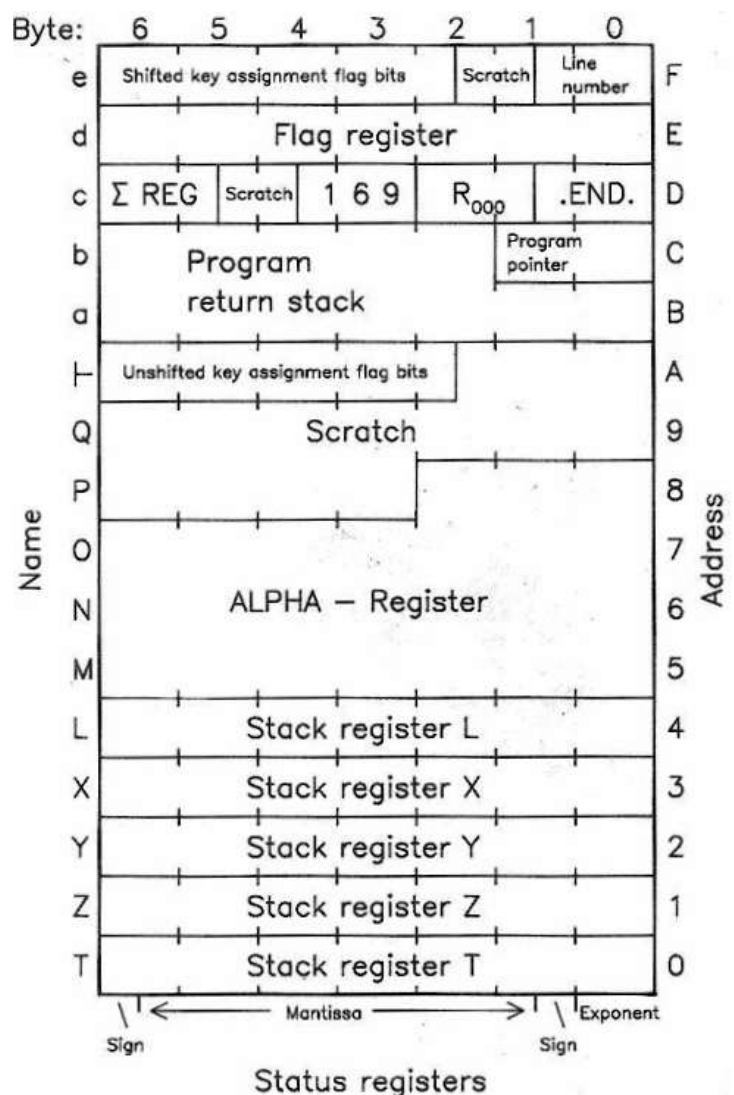 Byte: 6 5 4 3 2 1 0
e Shifted key assignment flag bits Scratch Line number F
d Flag register E
c Σ REG Scratch 1 6 9 R000 .END. D
b Program return stack Program pointer C
a B
⊢ Unshifted key assignment flag bits A
Q Scratch 9
P 8
O 7
N ALPHA – Register 6
M 5
L Stack register L 4
X Stack register X 3
Y Stack register Y 2
Z Stack register Z 1
T Stack register T 0
Name
Address
Sign Mantissa Sign Exponent
Status registers